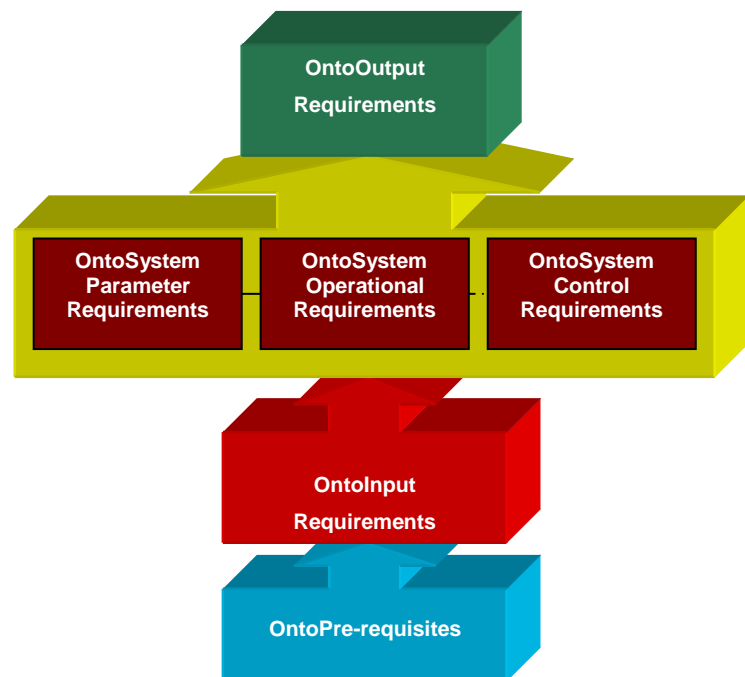 OntoOutput
Requirements
OntoSystem
Parameter
Requirements
OntoSystem
Operational
Requirements
OntoSystem
Control
Requirements
OntoInput
Requirements
OntoPre-requisites